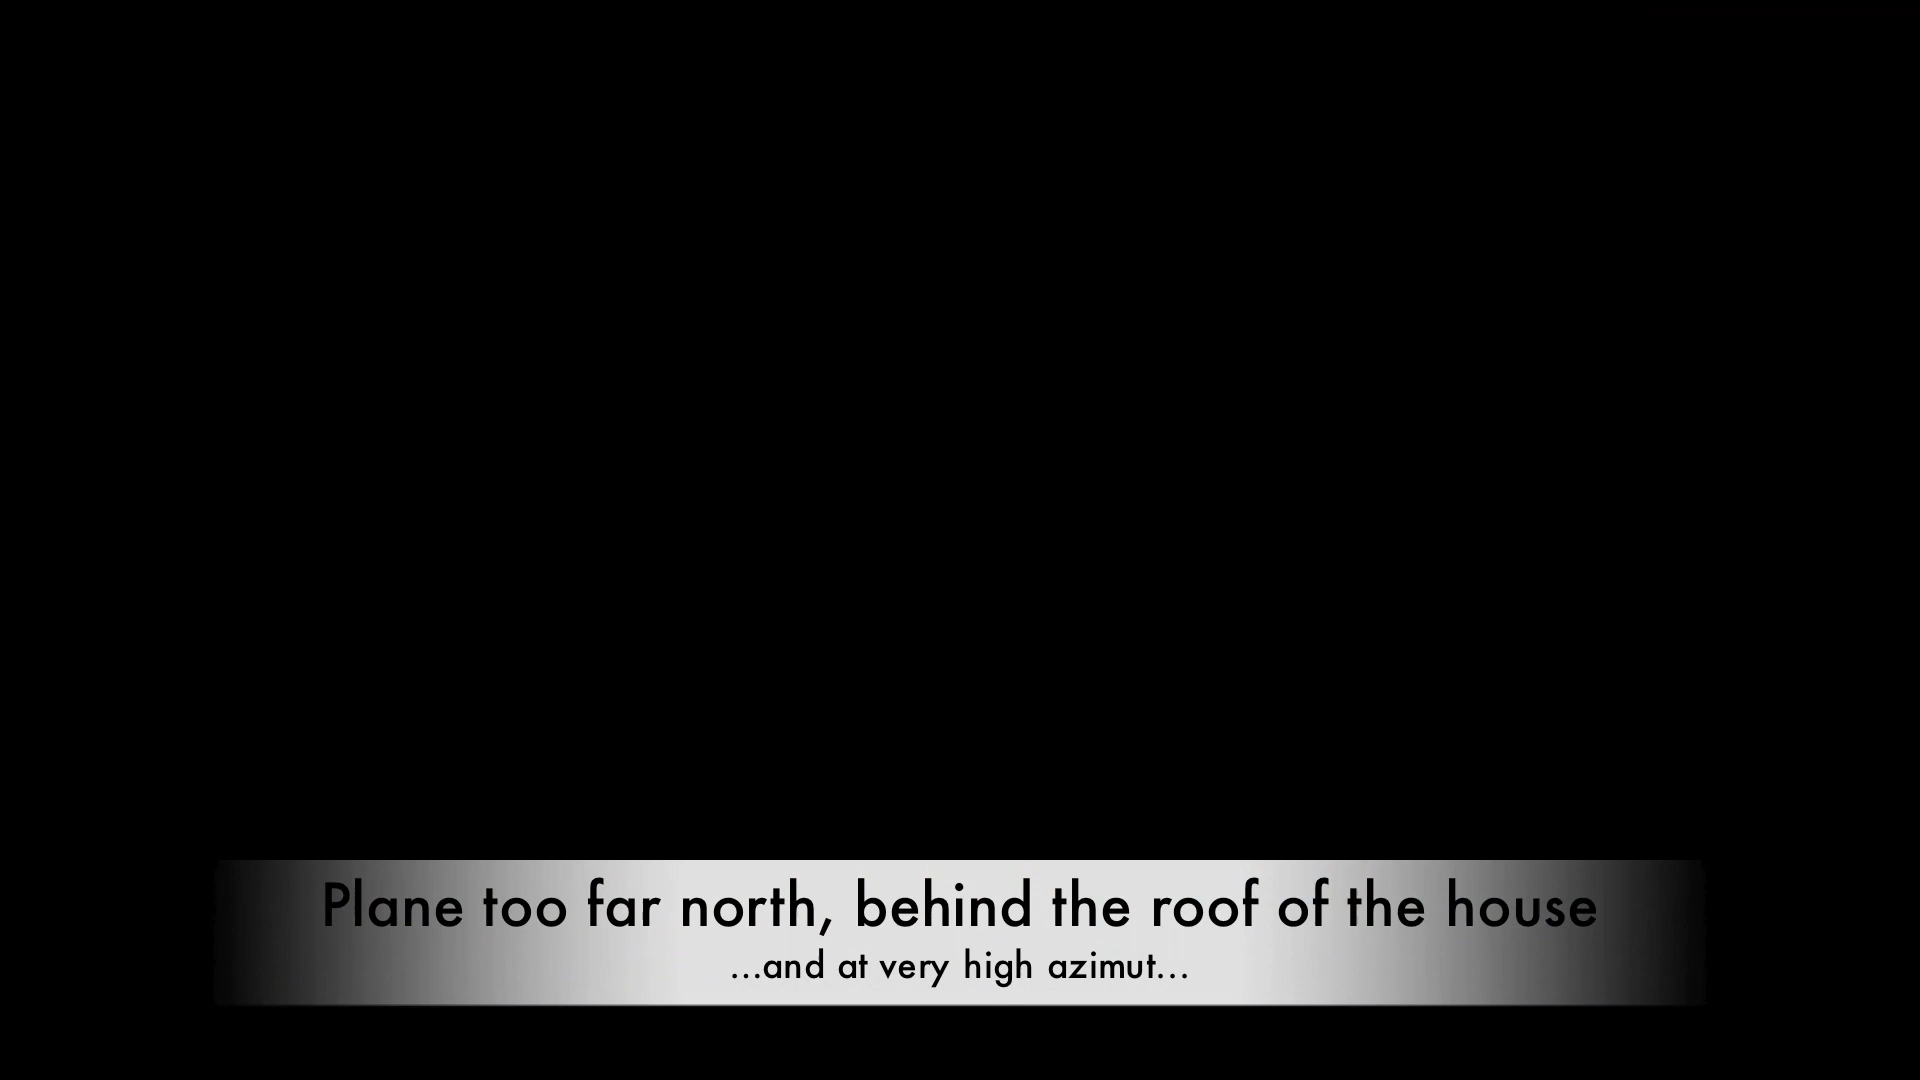 Plane too far north, behind the roof of the house
...and at very high azimut...